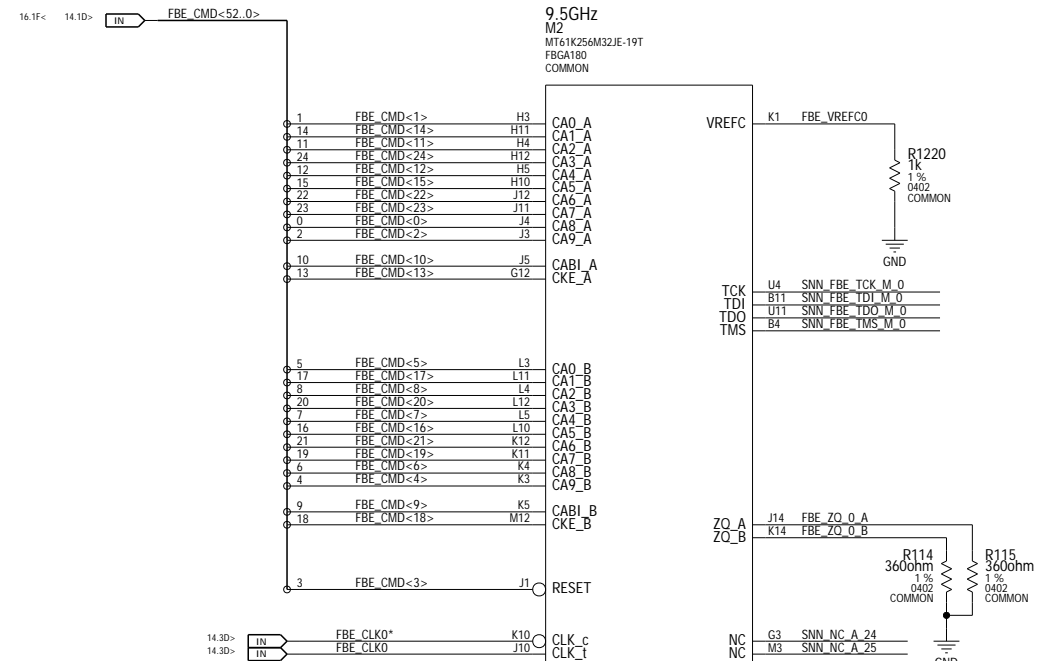 16.1F< 14.1D> IN FBE_CMD<52..0>
9.5GHz
M2
MT61K256M32JE-19T
FBGA180
COMMON
1 FBE_CMD<1> H3 CA0_A
14 FBE_CMD<14> H11 CA1_A
11 FBE_CMD<11> H4 CA2_A
24 FBE_CMD<24> H12 CA3_A
12 FBE_CMD<12> H5 CA4_A
15 FBE_CMD<15> H10 CA5_A
22 FBE_CMD<22> J12 CA6_A
23 FBE_CMD<23> J11 CA7_A
0 FBE_CMD<0> J4 CA8_A
2 FBE_CMD<2> J3 CA9_A
10 FBE_CMD<10> J5 CABI_A
13 FBE_CMD<13> G12 CKE_A
VREFC K1 FBE_VREFC0
R1220
1k
1 %
0402
COMMON
GND
TCK U4 SNN_FBE_TCK_M_0
TDI B11 SNN_FBE_TDI_M_0
TDO U11 SNN_FBE_TDO_M_0
TMS B4 SNN_FBE_TMS_M_0
5 FBE_CMD<5> L3 CA0_B
17 FBE_CMD<17> L11 CA1_B
8 FBE_CMD<8> L4 CA2_B
20 FBE_CMD<20> L12 CA3_B
7 FBE_CMD<7> L5 CA4_B
16 FBE_CMD<16> L10 CA5_B
21 FBE_CMD<21> K12 CA6_B
19 FBE_CMD<19> K11 CA7_B
6 FBE_CMD<6> K4 CA8_B
4 FBE_CMD<4> K3 CA9_B
9 FBE_CMD<9> K5 CABI_B
18 FBE_CMD<18> M12 CKE_B
ZQ_A J14 FBE_ZQ_0_A
ZQ_B K14 FBE_ZQ_0_B
R114
360ohm
1 %
0402
COMMON
R115
360ohm
1 %
0402
COMMON
3 FBE_CMD<3> J1 RESET
14.3D> IN FBE_CLK0* K10 CLK_c
14.3D> IN FBE_CLK0 J10 CLK_t
NC G3 SNN_NC_A_24
NC M3 SNN_NC_A_25
GND